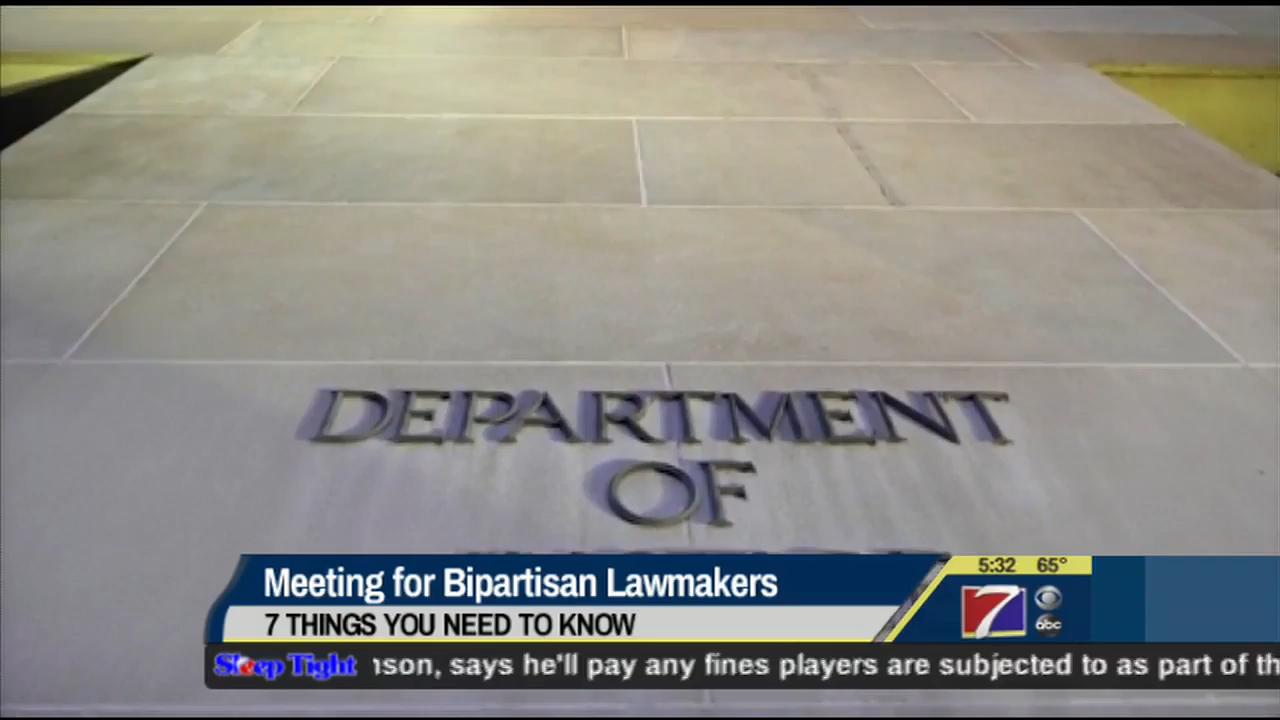 DEPARTMENT
OF
Meeting for Bipartisan Lawmakers
7 THINGS YOU NEED TO KNOW
5:32 65°
7
abc
Sleep Tight
nson, says he'll pay any fines players are subjected to as part of th